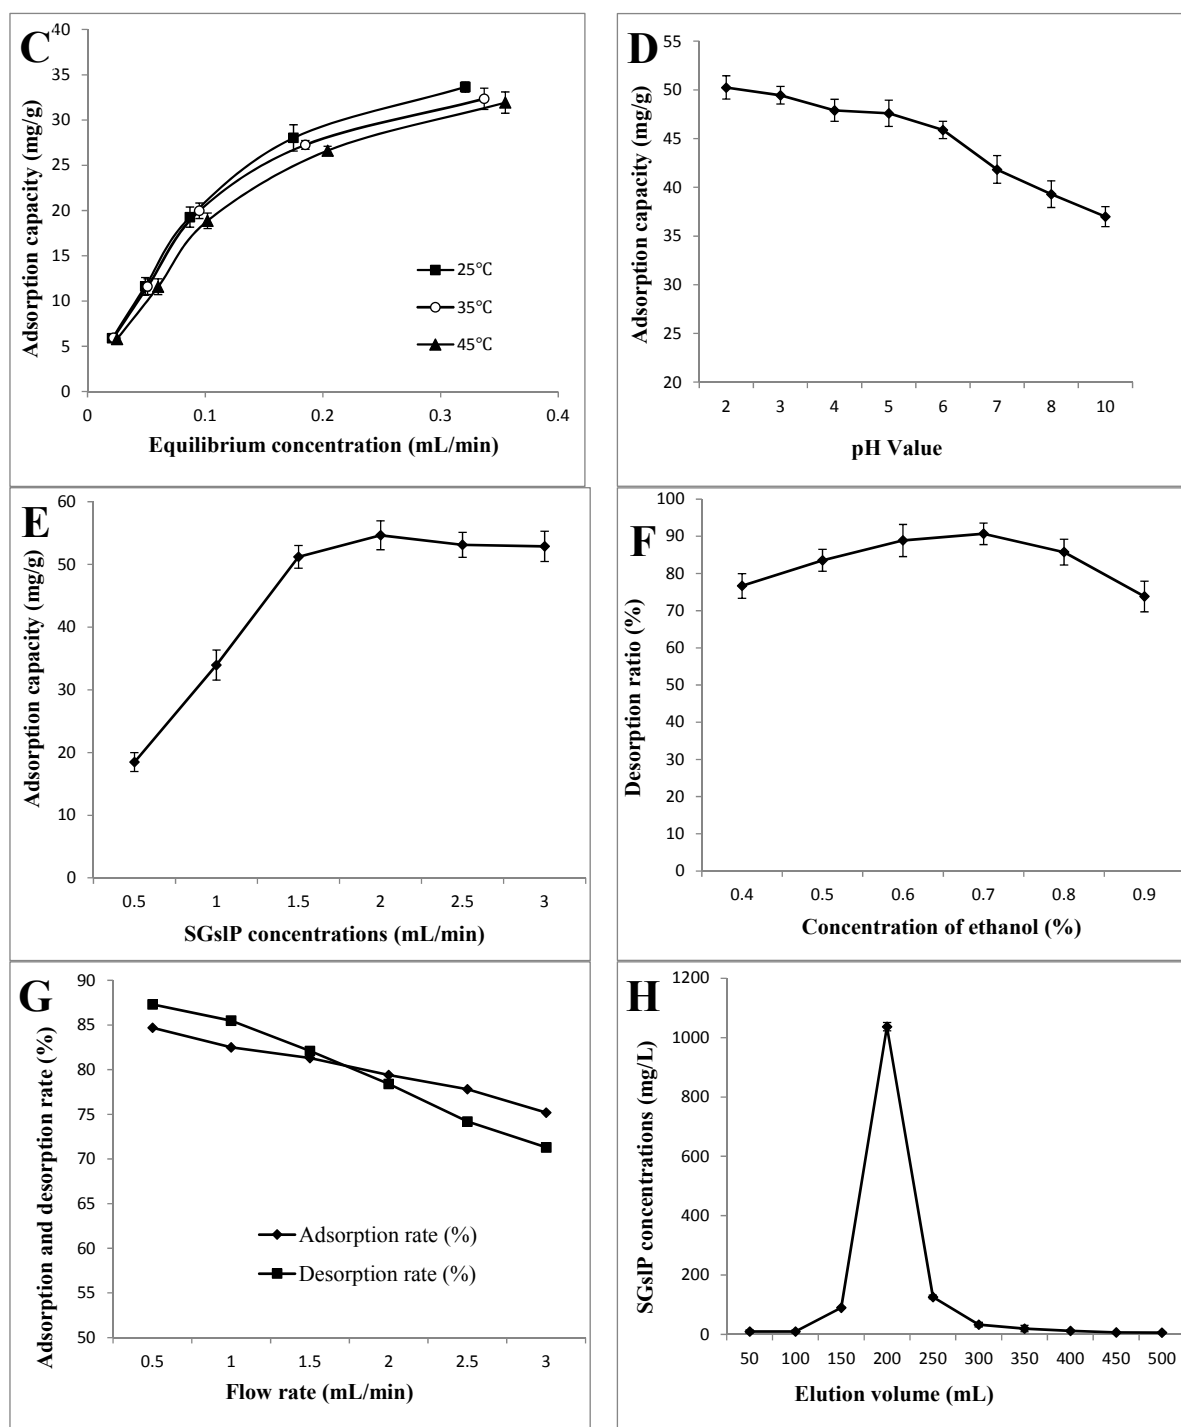 C
Adsorption capacity (mg/g)
40
35
30
25
20
15
10
5
0
0 0.1 0.2 0.3 0.4
Equilibrium concentration (mL/min)
25℃
35℃
45℃
D
Adsorption capacity (mg/g)
55
50
45
40
35
30
25
20
2 3 4 5 6 7 8 10
pH Value
E
Adsorption capacity (mg/g)
60
50
40
30
20
10
0
0.5 1 1.5 2 2.5 3
SGslP concentrations (mL/min)
F
Desorption ratio (%)
100
90
80
70
60
50
40
30
20
10
0
0.4 0.5 0.6 0.7 0.8 0.9
Concentration of ethanol (%)
G
Adsorption and desorption rate (%)
90
85
80
75
70
65
60
55
50
0.5 1 1.5 2 2.5 3
Flow rate (mL/min)
Adsorption rate (%)
Desorption rate (%)
H
SGslP concentrations (mg/L)
1200
1000
800
600
400
200
0
50 100 150 200 250 300 350 400 450 500
Elution volume (mL)